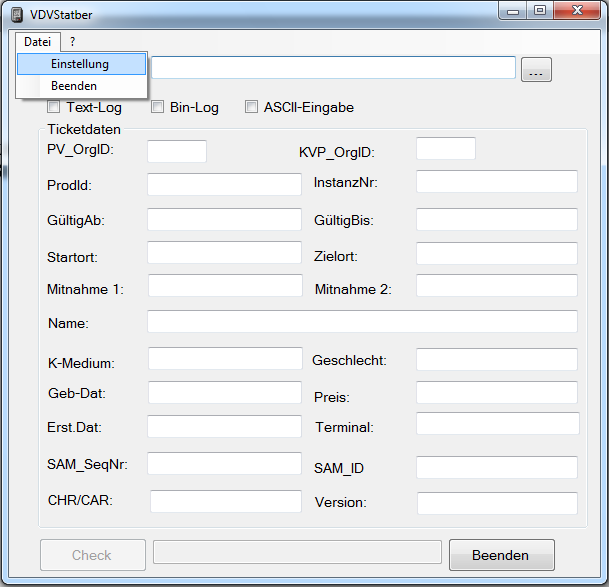 VDVStatber
Datei ?
Einstellung
...
Beenden
Text-Log Bin-Log ASCII-Eingabe
Ticketdaten
PV_OrgID: KVP_OrgID:
ProdId: InstanzNr:
GültigAb: GültigBis:
Startort: Zielort:
Mitnahme 1: Mitnahme 2:
Name:
K-Medium: Geschlecht:
Geb-Dat: Preis:
Erst.Dat: Terminal:
SAM_SeqNr: SAM_ID
CHR/CAR: Version:
Check Beenden